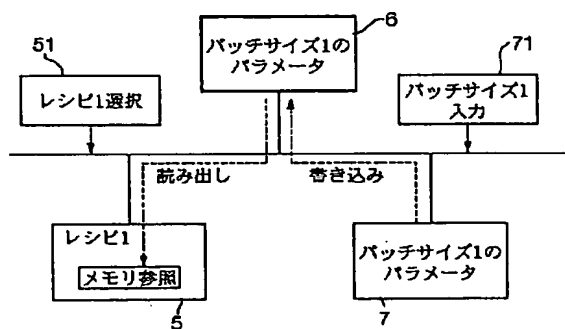 6
51
パッチサイズ1の
パラメータ
71
レシピ1選択
パッチサイズ1
入力
読み出し
書き込み
レシピ1
メモリ参照
パッチサイズ1の
パラメータ
5
7